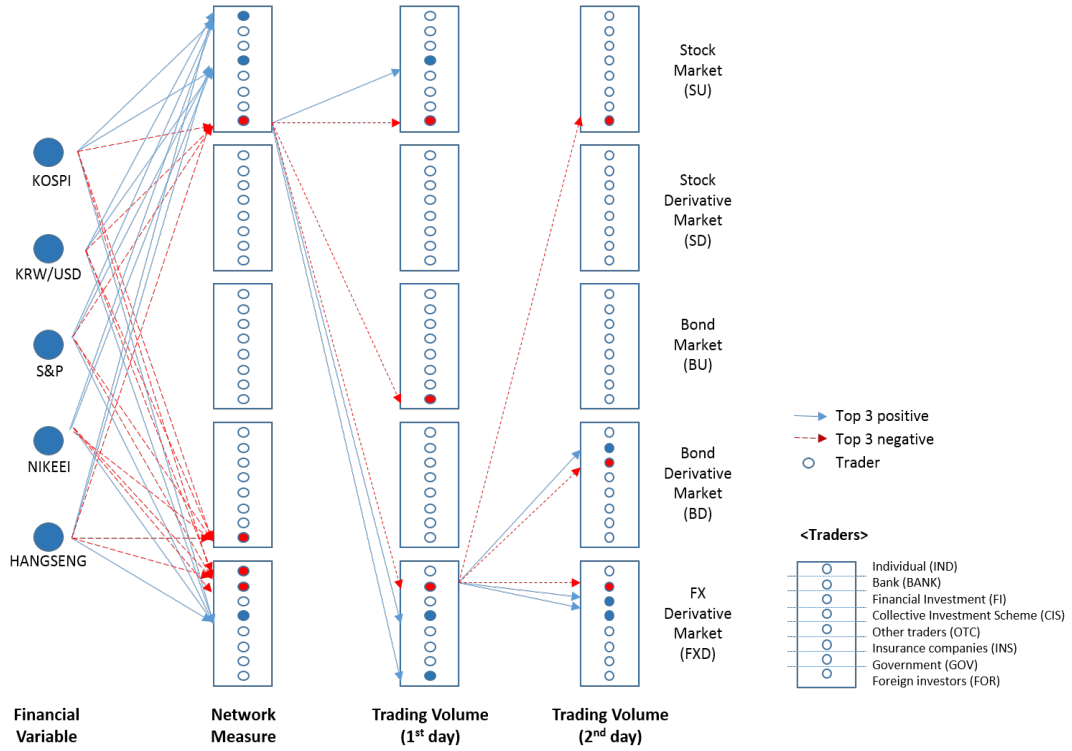 KOSPI
KRW/USD
S&P
NIKEEI
HANGSENG
Stock
Market
(SU)
Stock
Derivative
Market
(SD)
Bond
Market
(BU)
Bond
Derivative
Market
(BD)
FX
Derivative
Market
(FXD)
Top 3 positive
Top 3 negative
Trader
<Traders>
Individual (IND)
Bank (BANK)
Financial Investment (FI)
Collective Investment Scheme (CIS)
Other traders (OTC)
Insurance companies (INS)
Government (GOV)
Foreign investors (FOR)
Financial
Variable
Network
Measure
Trading Volume
(1st day)
Trading Volume
(2nd day)